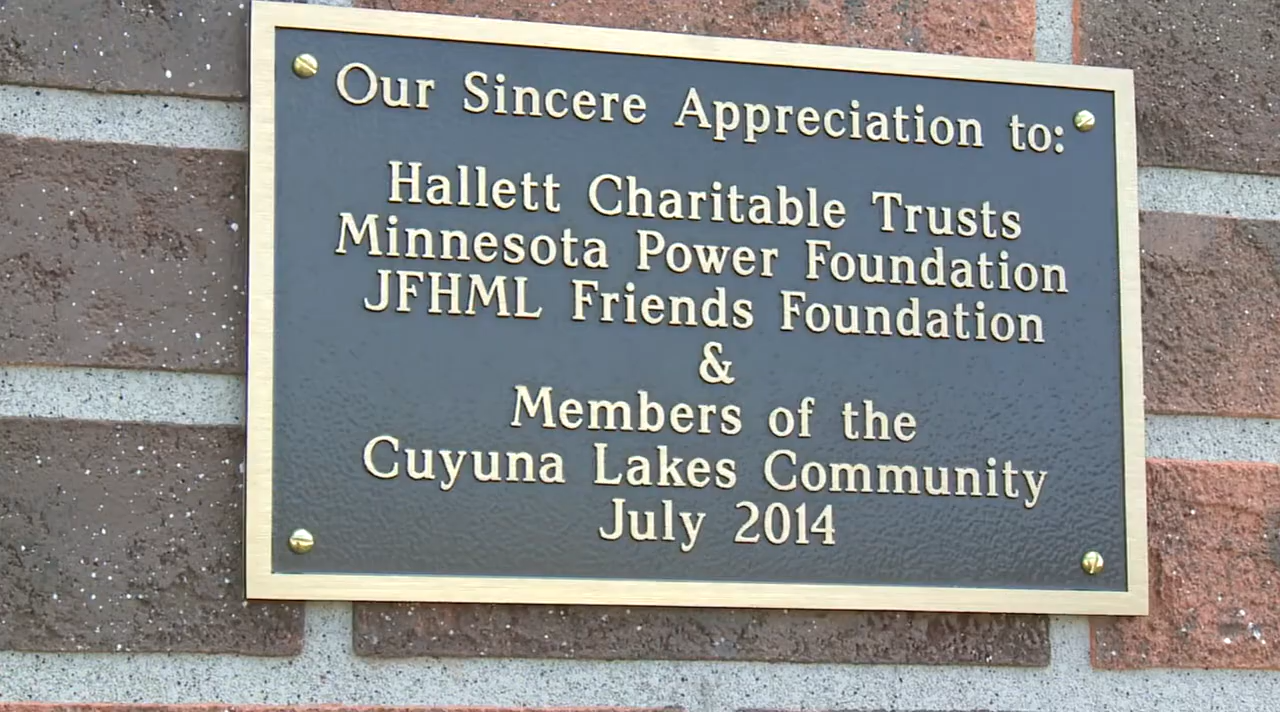 Our Sincere Appreciation to:
Hallett Charitable Trusts
Minnesota Power Foundation
JFHML Friends Foundation
&
Members of the
Cuyuna Lakes Community
July 2014